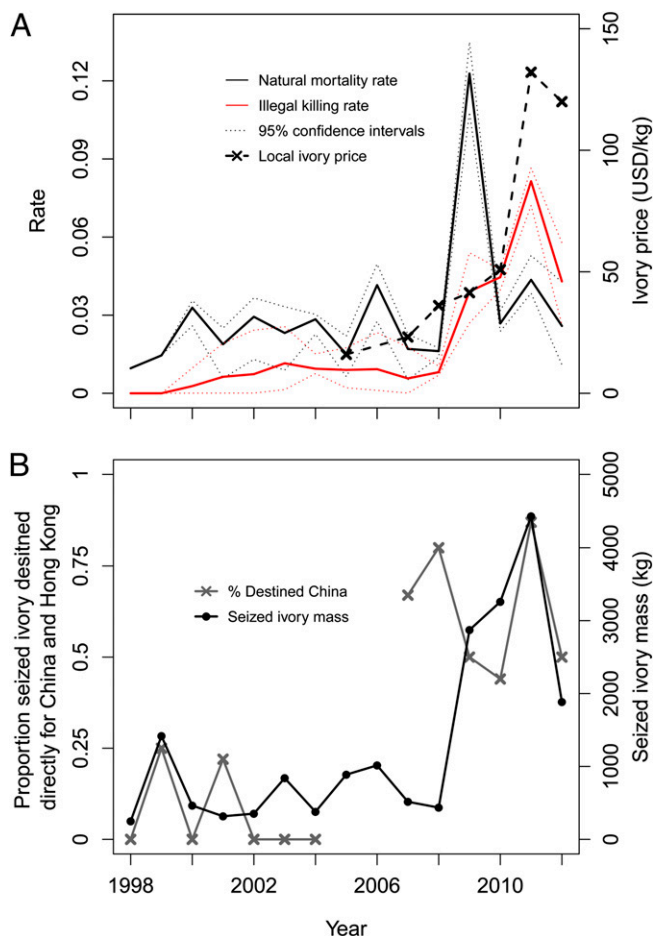 A
Natural mortality rate
Illegal killing rate
95% confidence intervals
Local ivory price
Rate
0
0.03
0.06
0.09
0.12
Ivory price (USD/kg)
0
50
100
150
B
% Destined China
Seized ivory mass
Proportion seized ivory desitned
directly for China and Hong Kong
0
0.25
0.5
0.75
1
Seized ivory mass (kg)
0
1000
2000
3000
4000
5000
1998
2002
2006
2010
Year